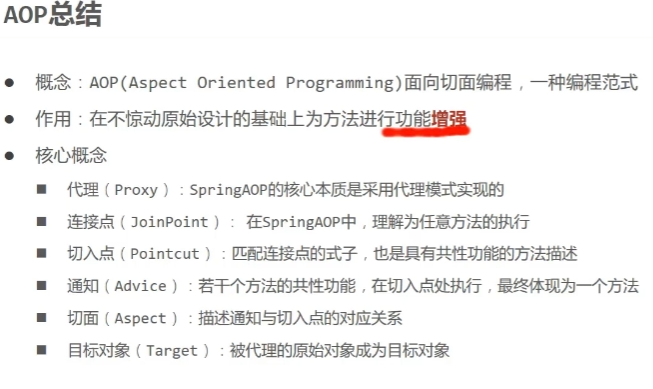 AOP总结
● 概念：AOP(Aspect Oriented Programming)面向切面编程，一种编程范式
● 作用：在不惊动原始设计的基础上为方法进行功能增强
● 核心概念
■ 代理（Proxy）：SpringAOP的核心本质是采用代理模式实现的
■ 连接点（JoinPoint）： 在SpringAOP中，理解为任意方法的执行
■ 切入点（Pointcut）：匹配连接点的式子，也是具有共性功能的方法描述
■ 通知（Advice）：若干个方法的共性功能，在切入点处执行，最终体现为一个方法
■ 切面（Aspect）：描述通知与切入点的对应关系
■ 目标对象（Target）：被代理的原始对象成为目标对象